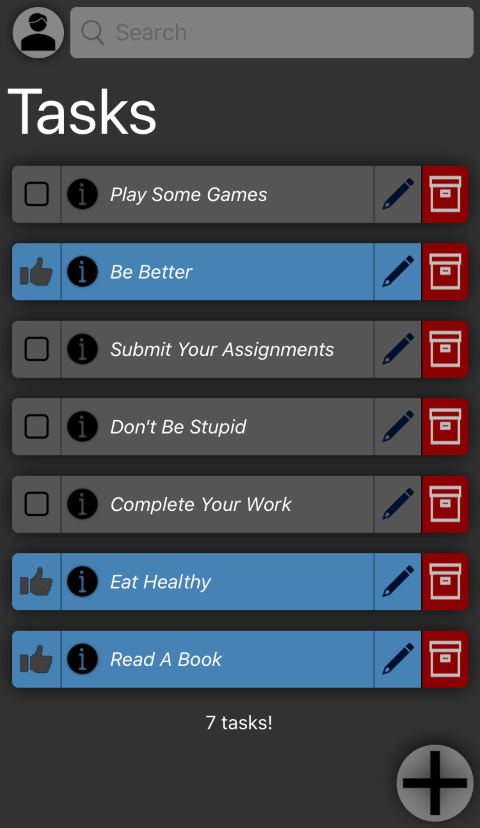 Search
Tasks
Play Some Games
Be Better
Submit Your Assignments
Don't Be Stupid
Complete Your Work
Eat Healthy
Read A Book
7 tasks!